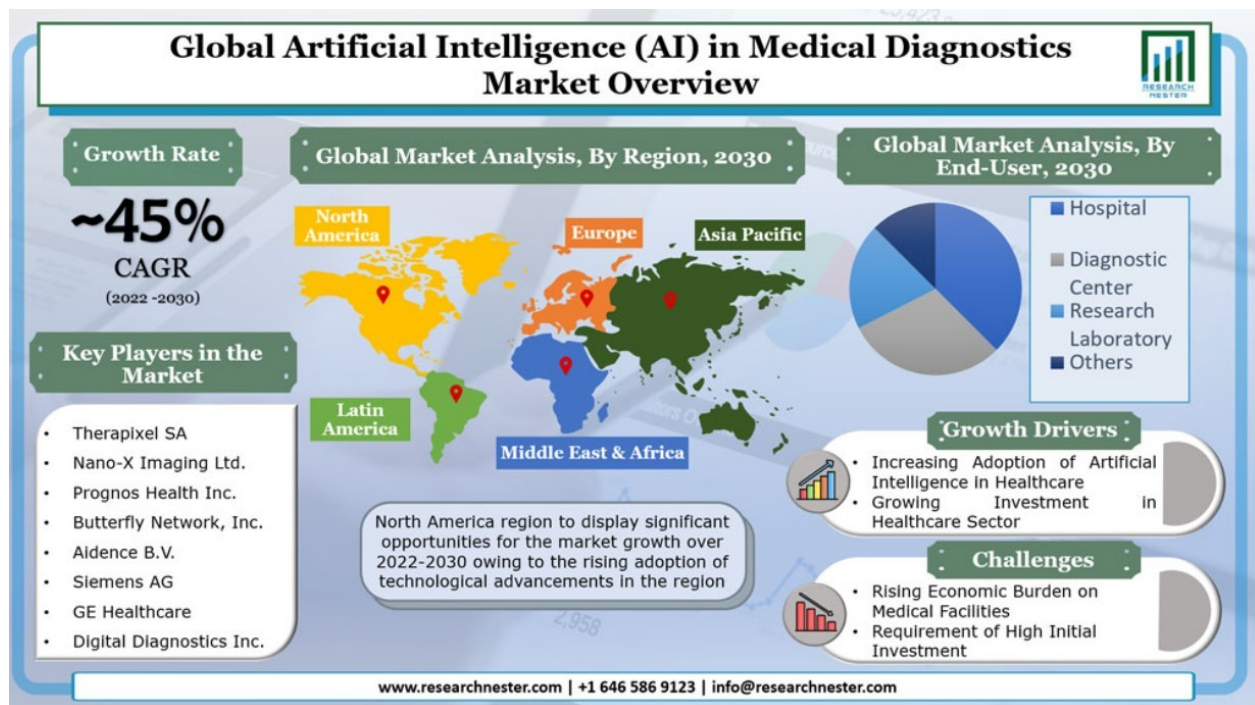 Global Artificial Intelligence (AI) in Medical Diagnostics
Market Overview
RESEARCH
NESTER
Growth Rate
~45%
CAGR
(2022 -2030)
Key Players in the
Market
• Therapixel SA
• Nano-X Imaging Ltd.
• Prognos Health Inc.
• Butterfly Network, Inc.
• Aidence B.V.
• Siemens AG
• GE Healthcare
• Digital Diagnostics Inc.
Global Market Analysis, By Region, 2030
North
America
Europe
Asia Pacific
Latin
America
Middle East & Africa
North America region to display significant
opportunities for the market growth over
2022-2030 owing to the rising adoption of
technological advancements in the region
2,958
Global Market Analysis, By
End-User, 2030
Hospital
Diagnostic
Center
Research
Laboratory
Others
Growth Drivers
• Increasing Adoption of Artificial
Intelligence in Healthcare
• Growing Investment in
Healthcare Sector
Challenges
• Rising Economic Burden on
Medical Facilities
• Requirement of High Initial
Investment
www.researchnester.com | +1 646 586 9123 | info@researchnester.com